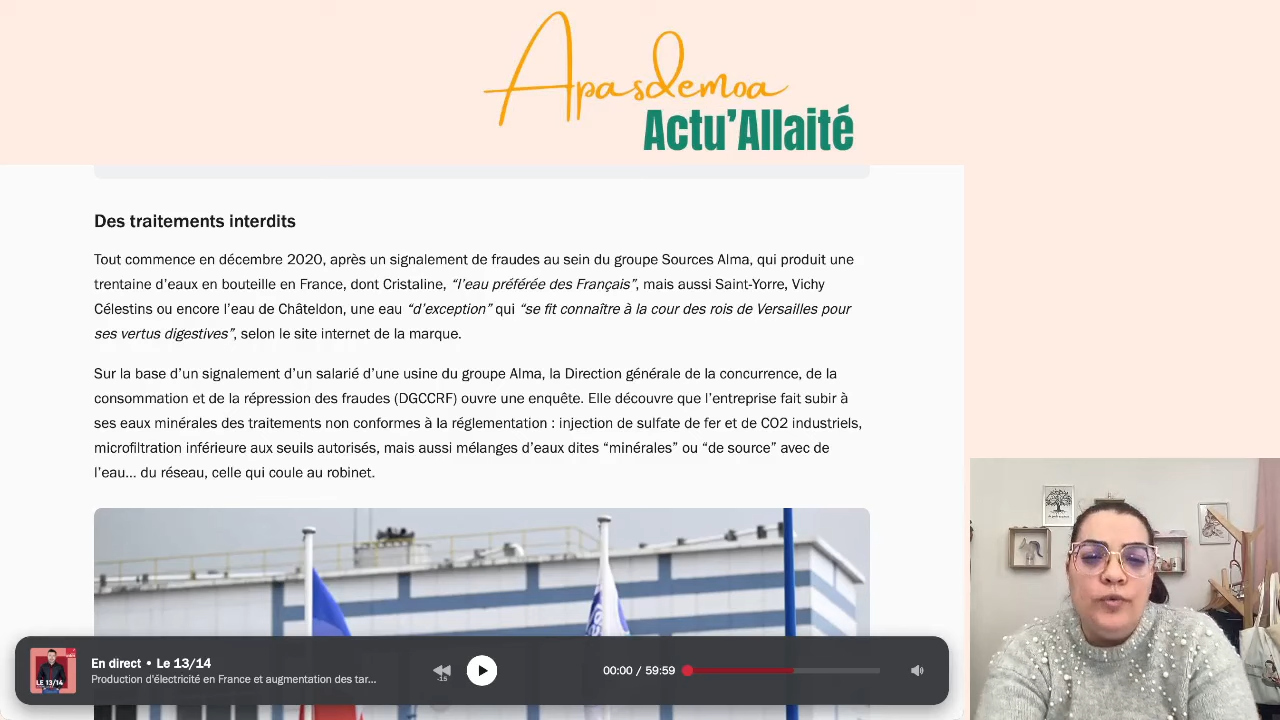 Apasdemoa
Actu'Allaité
Des traitements interdits
Tout commence en décembre 2020, après un signalement de fraudes au sein du groupe Sources Alma, qui produit une
trentaine d'eaux en bouteille en France, dont Cristaline, “l'eau préférée des Français”, mais aussi Saint-Yorre, Vichy
Célestins ou encore l'eau de Châteldon, une eau “d'exception” qui “se fit connaître à la cour des rois de Versailles pour
ses vertus digestives”, selon le site internet de la marque.
Sur la base d'un signalement d'un salarié d'une usine du groupe Alma, la Direction générale de la concurrence, de la
consommation et de la répression des fraudes (DGCCRF) ouvre une enquête. Elle découvre que l'entreprise fait subir à
ses eaux minérales des traitements non conformes à la réglementation : injection de sulfate de fer et de CO2 industriels,
microfiltration inférieure aux seuils autorisés, mais aussi mélanges d'eaux dites “minérales” ou “de source” avec de
l'eau... du réseau, celle qui coule au robinet.
LE 13/14
En direct • Le 13/14
Production d'électricité en France et augmentation des tar...
-15
00:00 / 59:59